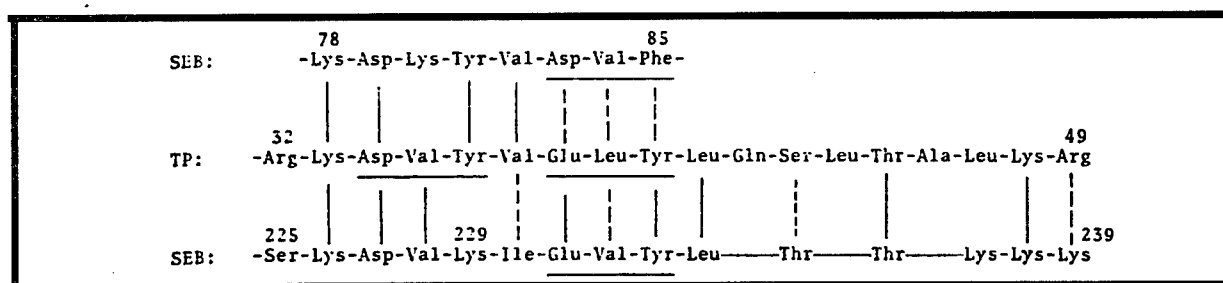 78 85
SEB: -Lys-Asp-Lys-Tyr-Val-Asp-Val-Phe-
32 49
TP: -Arg-Lys-Asp-Val-Tyr-Val-Glu-Leu-Tyr-Leu-Gln-Ser-Leu-Thr-Ala-Leu-Lys-Arg
225 229 239
SEB: -Ser-Lys-Asp-Val-Lys-Ile-Glu-Val-Tyr-Leu——Thr——Thr——Lys-Lys-Lys